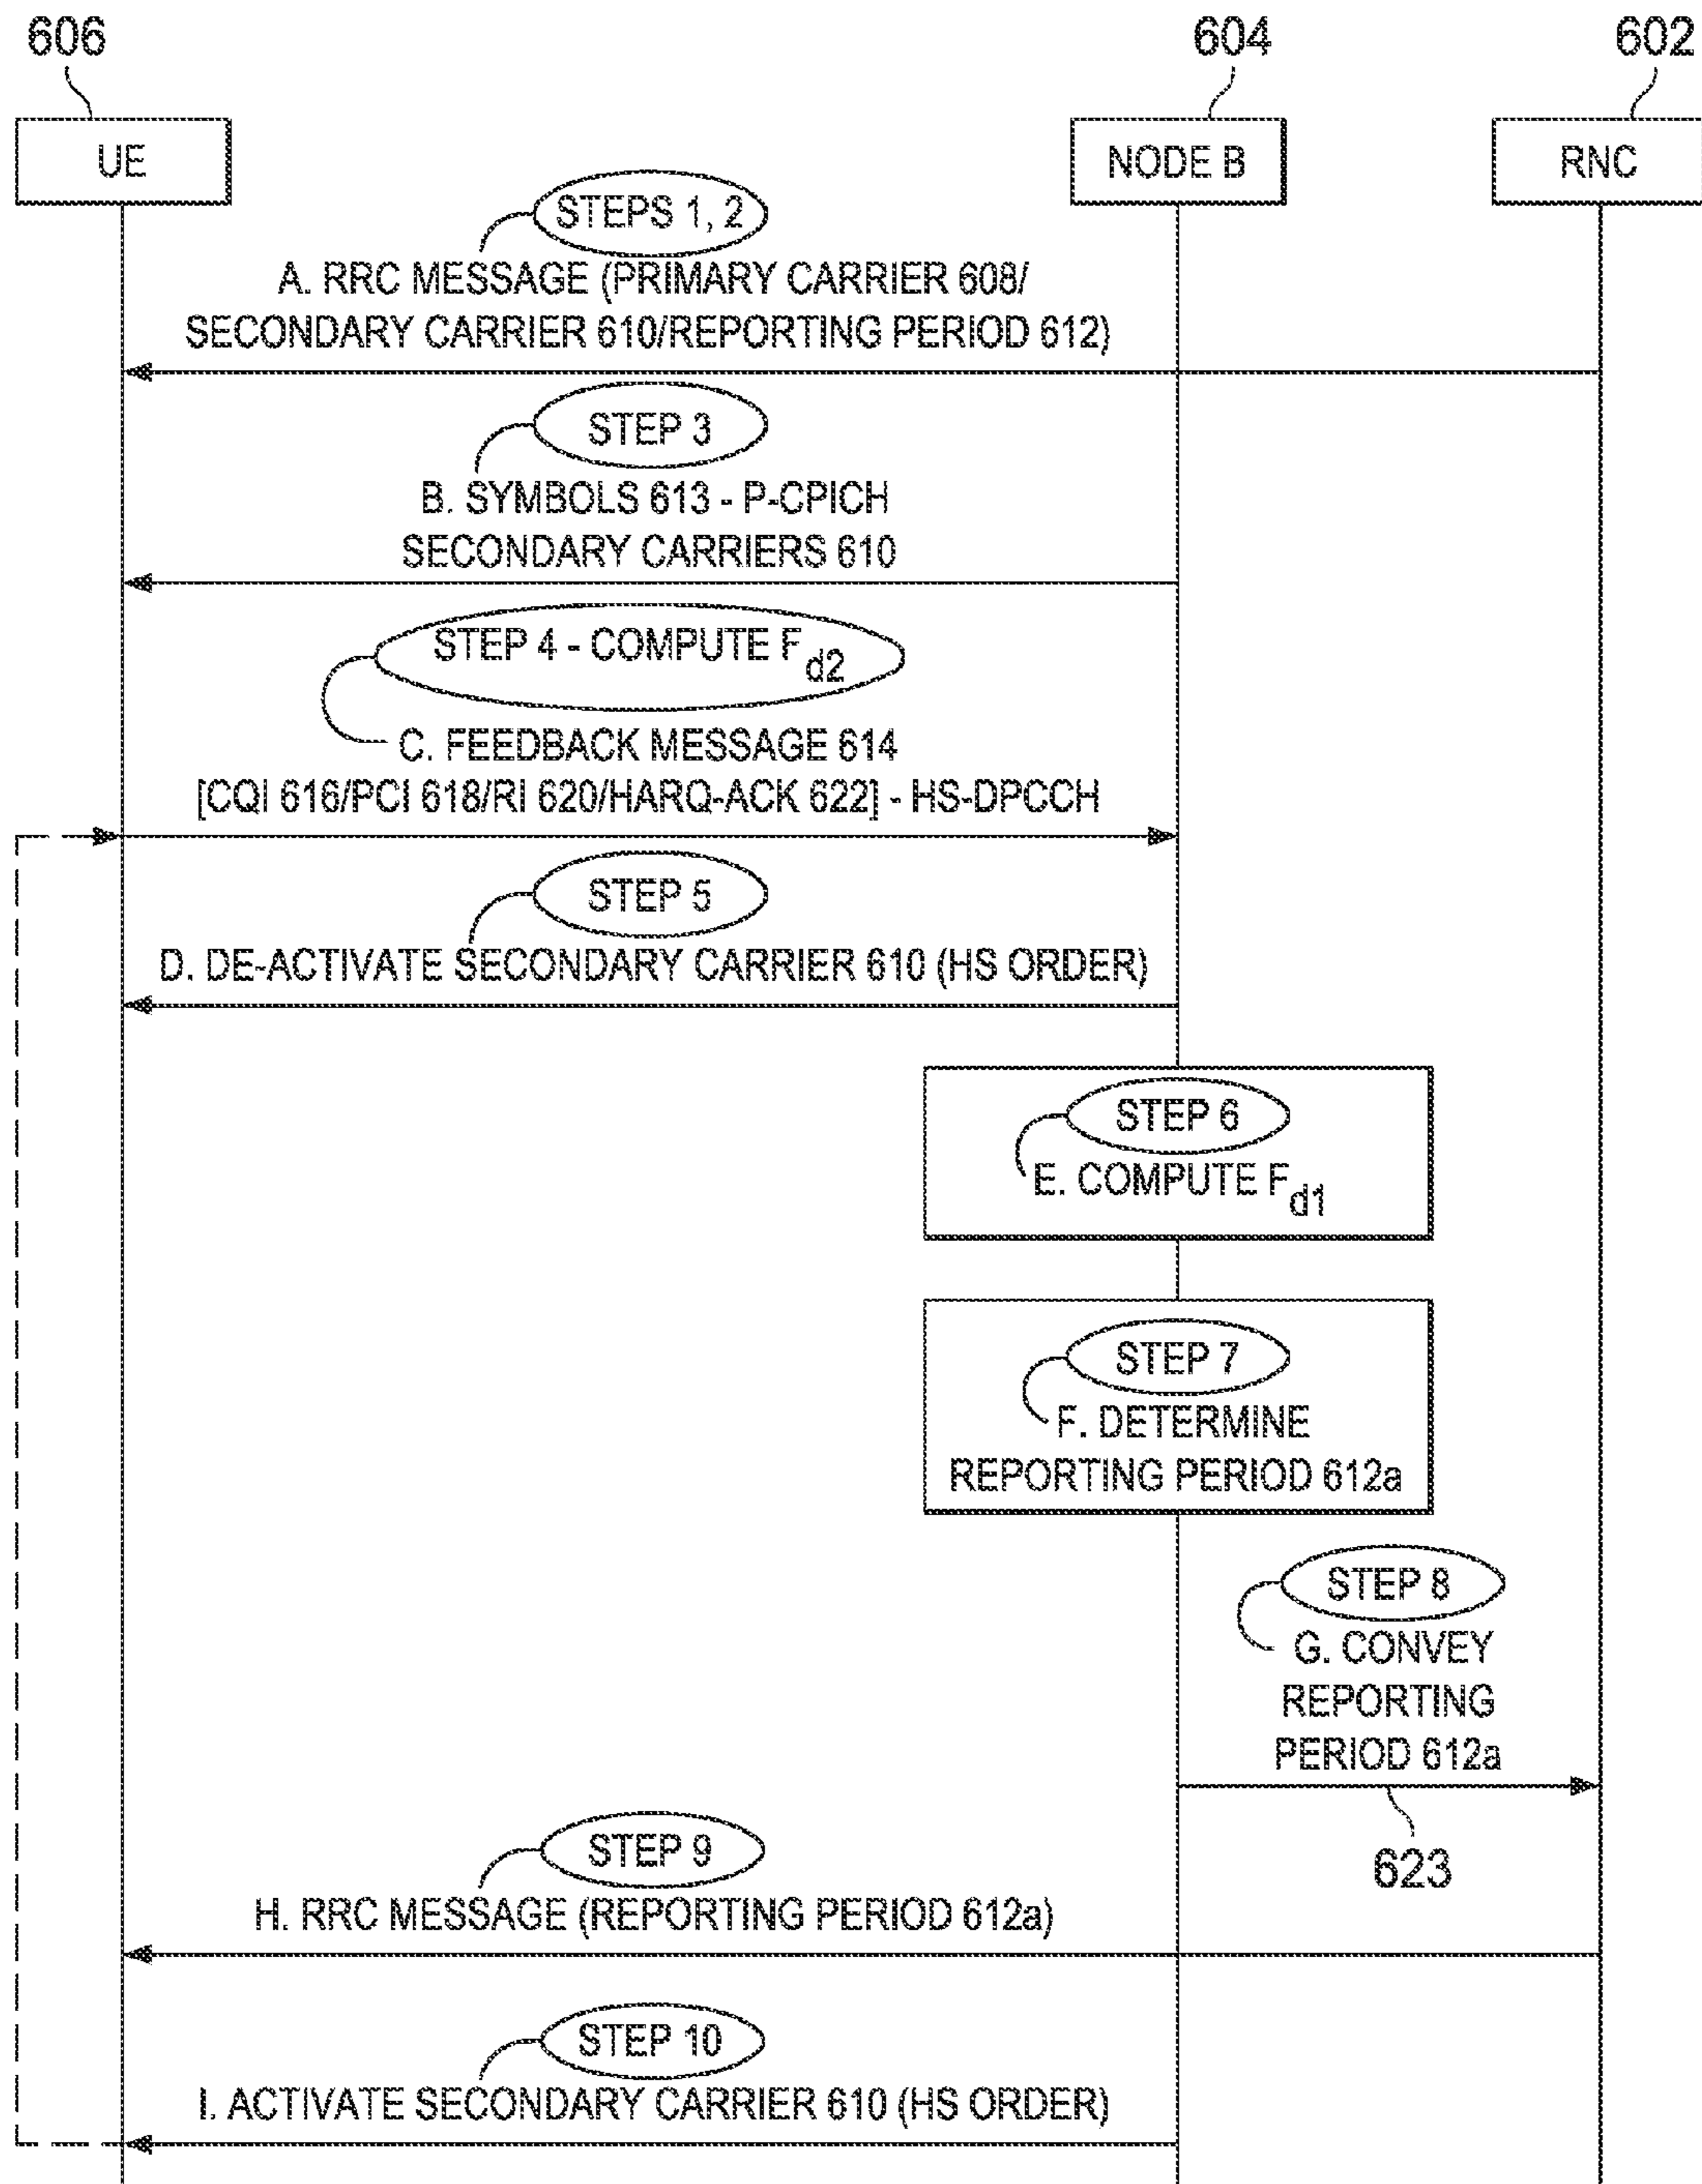 606
604
602
UE
NODE B
RNC
STEPS 1, 2
A. RRC MESSAGE (PRIMARY CARRIER 608/
SECONDARY CARRIER 610/REPORTING PERIOD 612)
STEP 3
B. SYMBOLS 613 - P-CPICH
SECONDARY CARRIERS 610
STEP 4 - COMPUTE Fd2
C. FEEDBACK MESSAGE 614
[CQI 616/PCI 618/RI 620/HARQ-ACK 622] - HS-DPCCH
STEP 5
D. DE-ACTIVATE SECONDARY CARRIER 610 (HS ORDER)
STEP 6
E. COMPUTE Fd1
STEP 7
F. DETERMINE
REPORTING PERIOD 612a
STEP 8
G. CONVEY
REPORTING
PERIOD 612a
623
STEP 9
H. RRC MESSAGE (REPORTING PERIOD 612a)
STEP 10
I. ACTIVATE SECONDARY CARRIER 610 (HS ORDER)